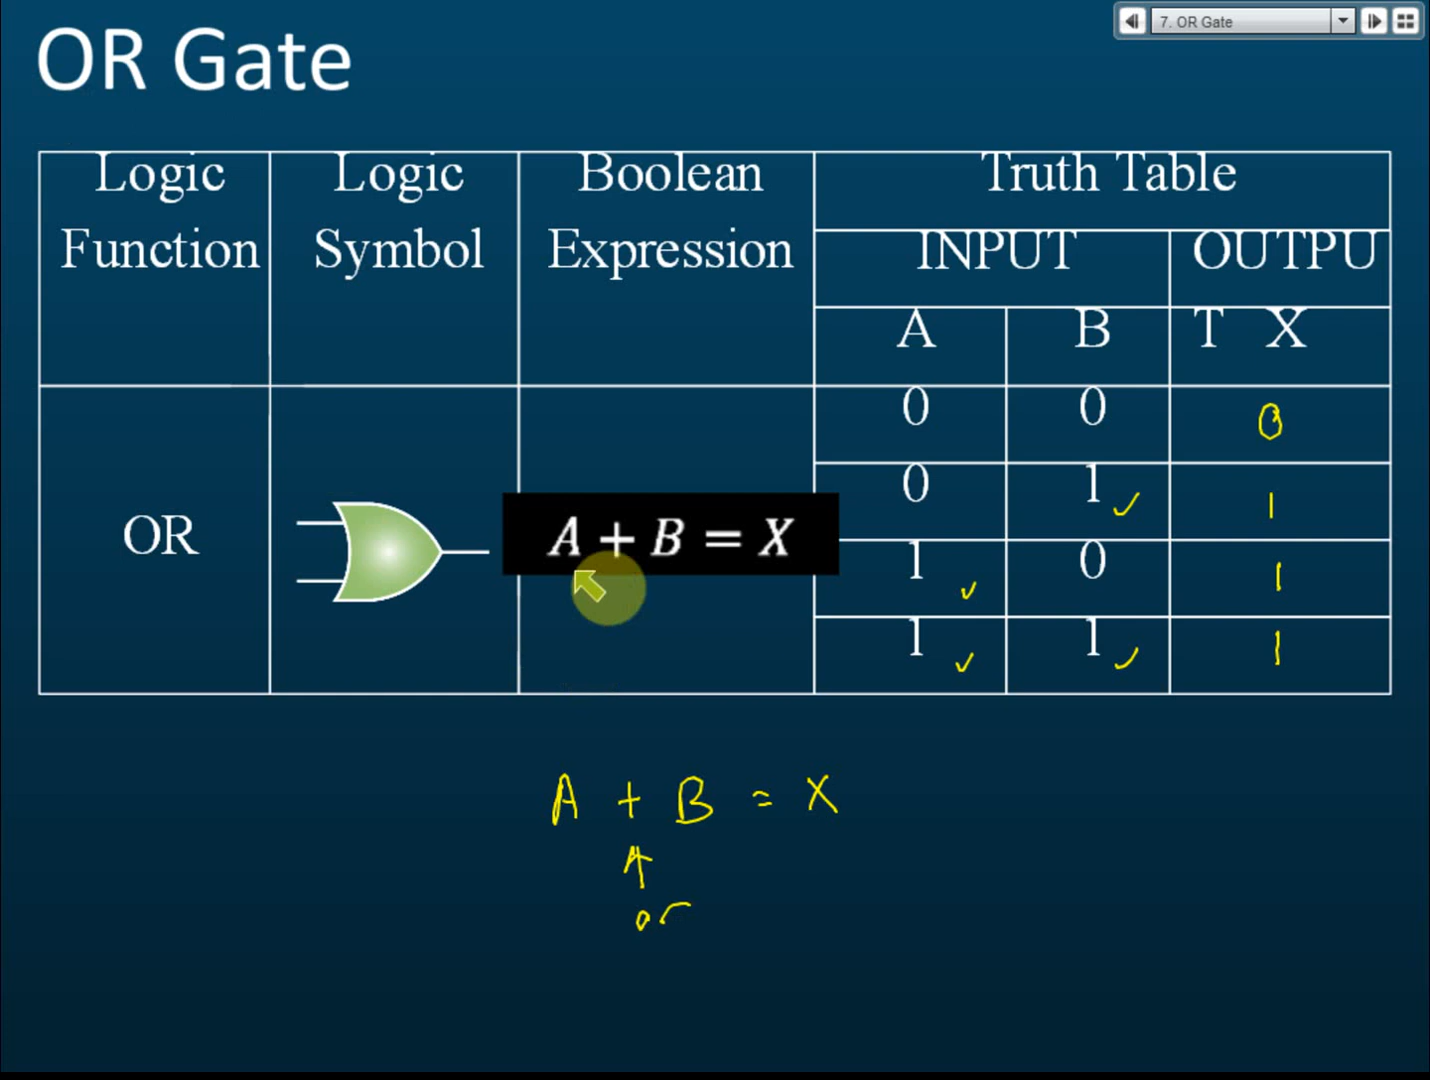 7. OR Gate
OR Gate
Logic Function
Logic Symbol
Boolean Expression
Truth Table
INPUT
OUTPU
A
B
T X
0
0
0
0
1 ✓
1
OR
A + B = X
1 ✓
0
1
1 ✓
1 ✓
1
A + B = X
or